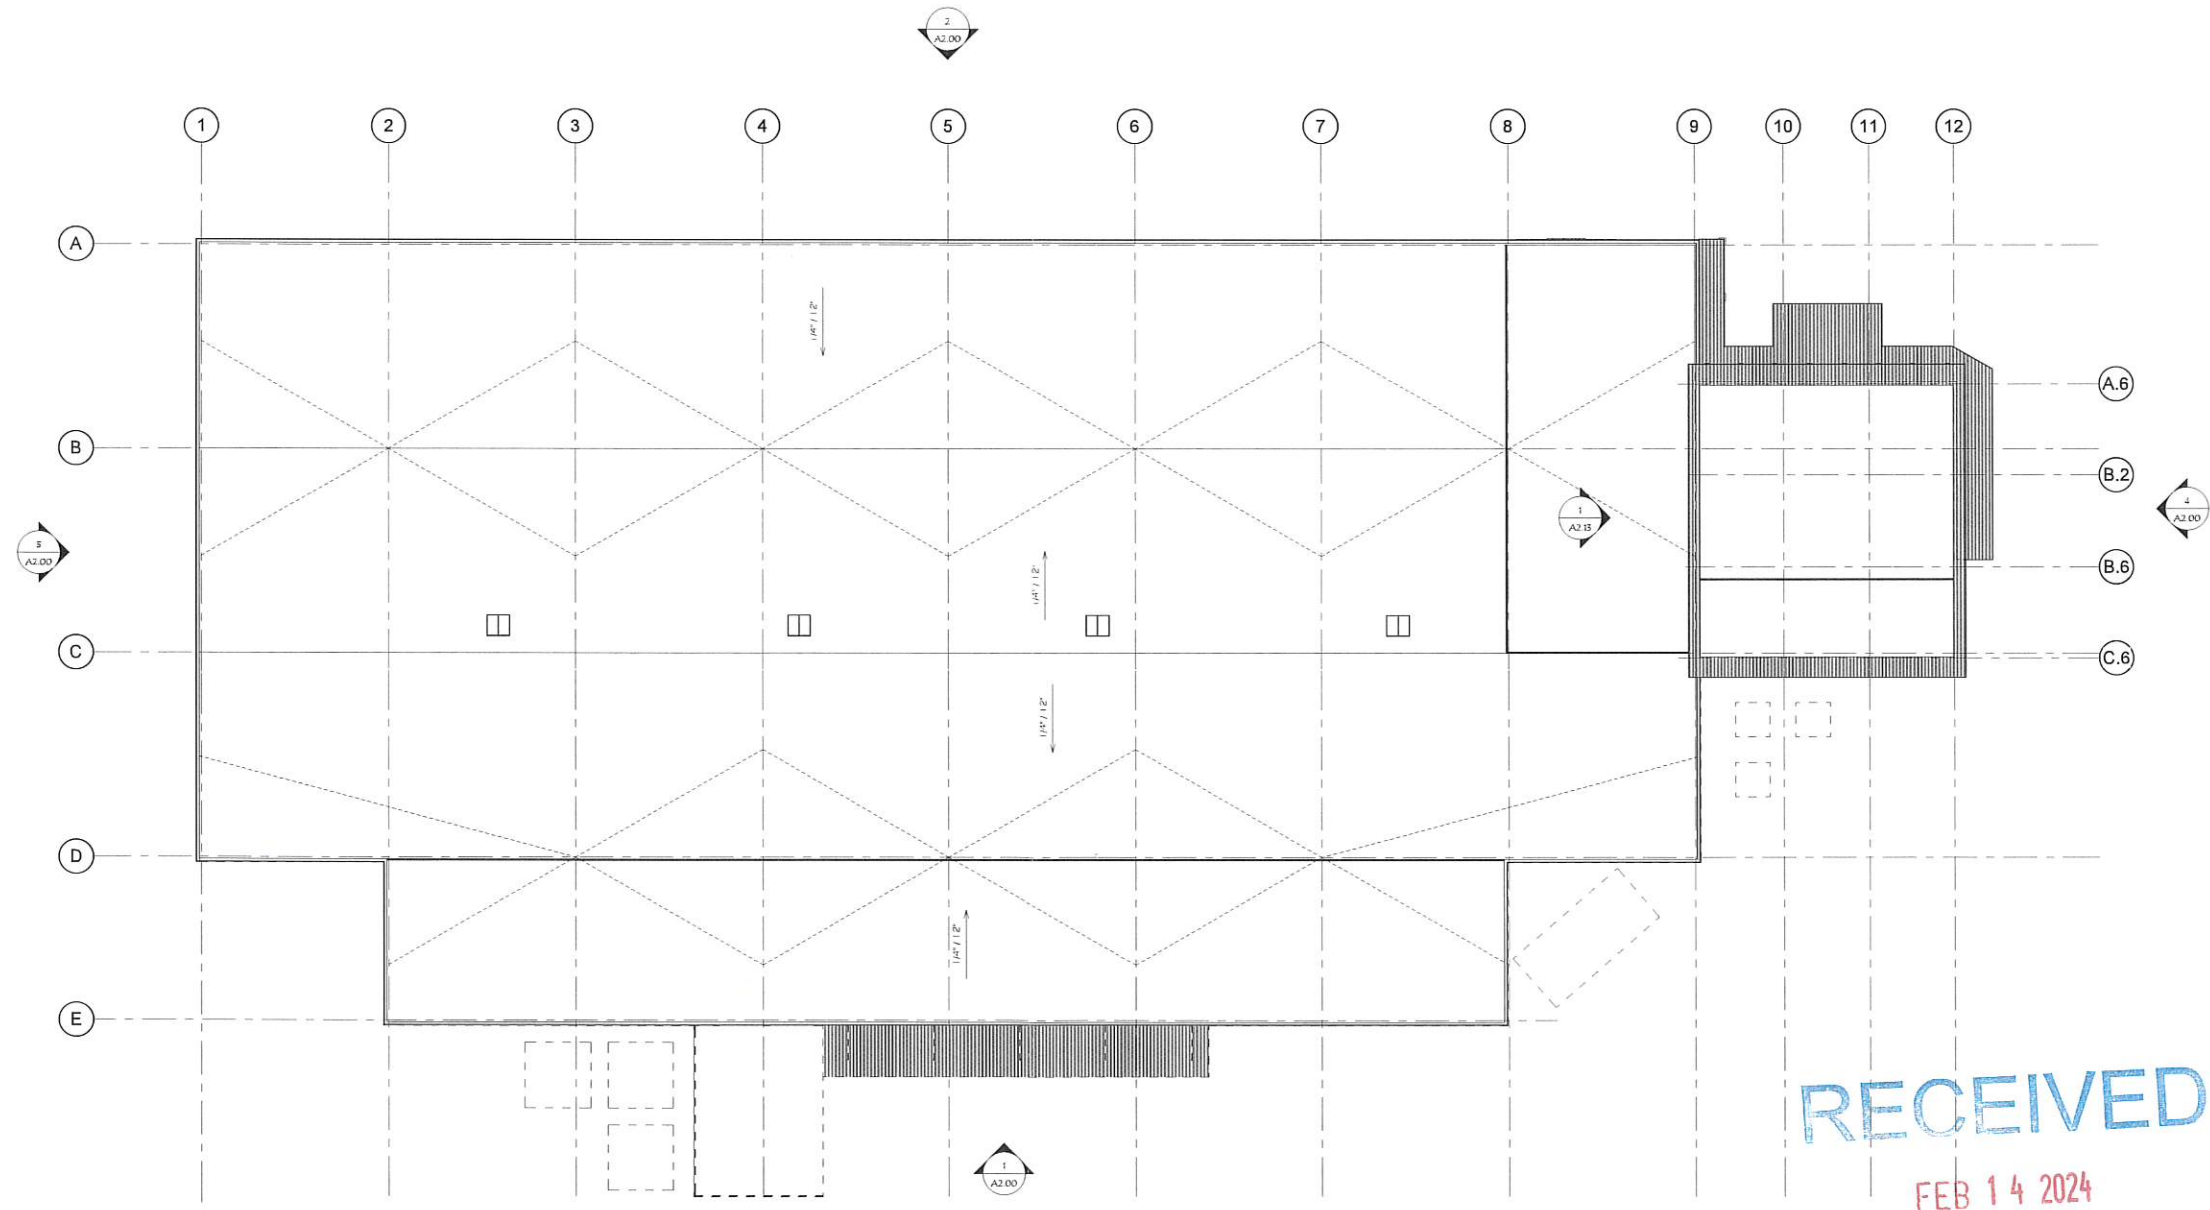 2
A2.00
1 2 3 4 5 6 7 8 9 10 11 12
A
1/4" / 12"
A.6
B
B.2
1
A2.13
4
A2.00
5
A2.00
1/4" / 12"
B.6
C
C.6
1/4" / 12"
D
1/4" / 12"
E
RECEIVED
1
A2.00
FEB 14 2024